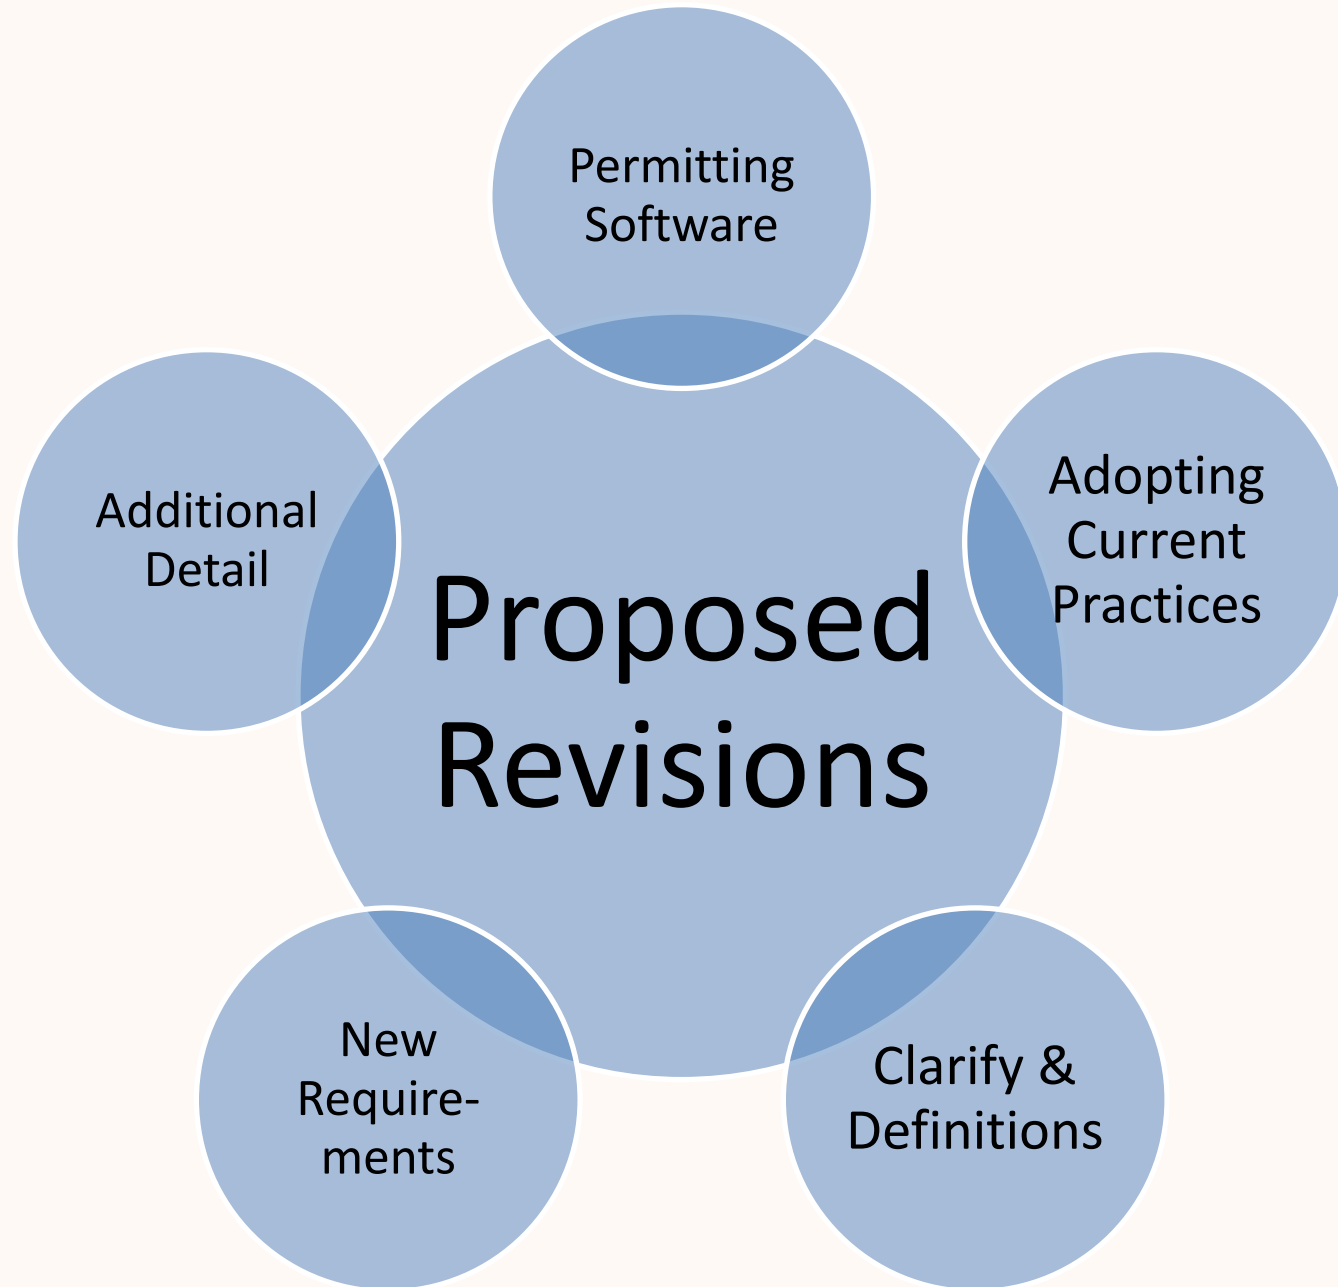 Permitting
Software
Adopting
Current
Practices
Additional
Detail
Proposed
Revisions
New
Require-
ments
Clarify &
Definitions